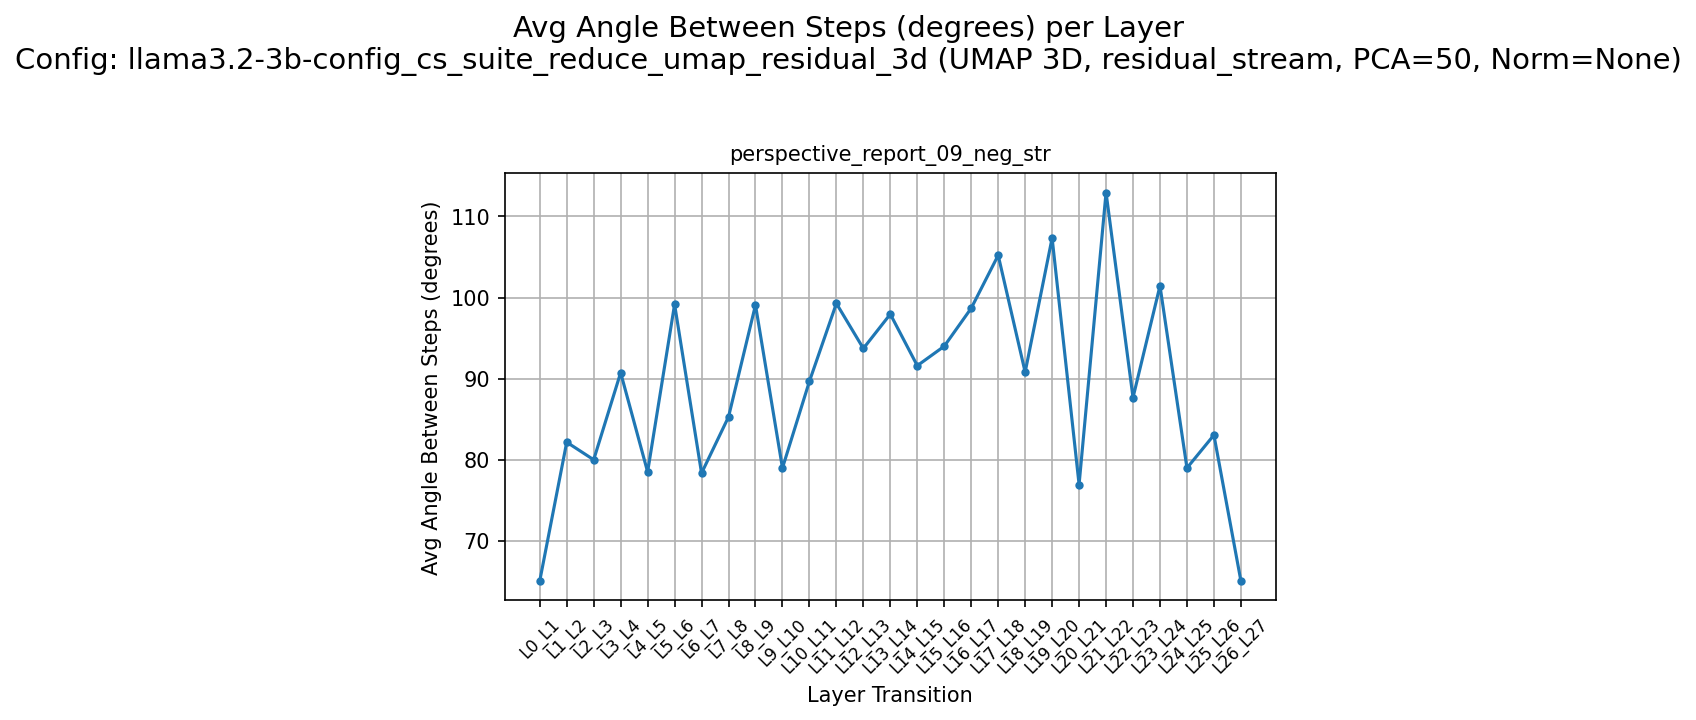 Avg Angle Between Steps (degrees) per Layer
Config: llama3.2-3b-config_cs_suite_reduce_umap_residual_3d (UMAP 3D, residual_stream, PCA=50, Norm=None)
perspective_report_09_neg_str
Avg Angle Between Steps (degrees)
110
100
90
80
70
L0_L1
L1_L2
L2_L3
L3_L4
L4_L5
L5_L6
L6_L7
L7_L8
L8_L9
L9_L10
L10_L11
L11_L12
L12_L13
L13_L14
L14_L15
L15_L16
L16_L17
L17_L18
L18_L19
L19_L20
L20_L21
L21_L22
L22_L23
L23_L24
L24_L25
L25_L26
L26_L27
Layer Transition